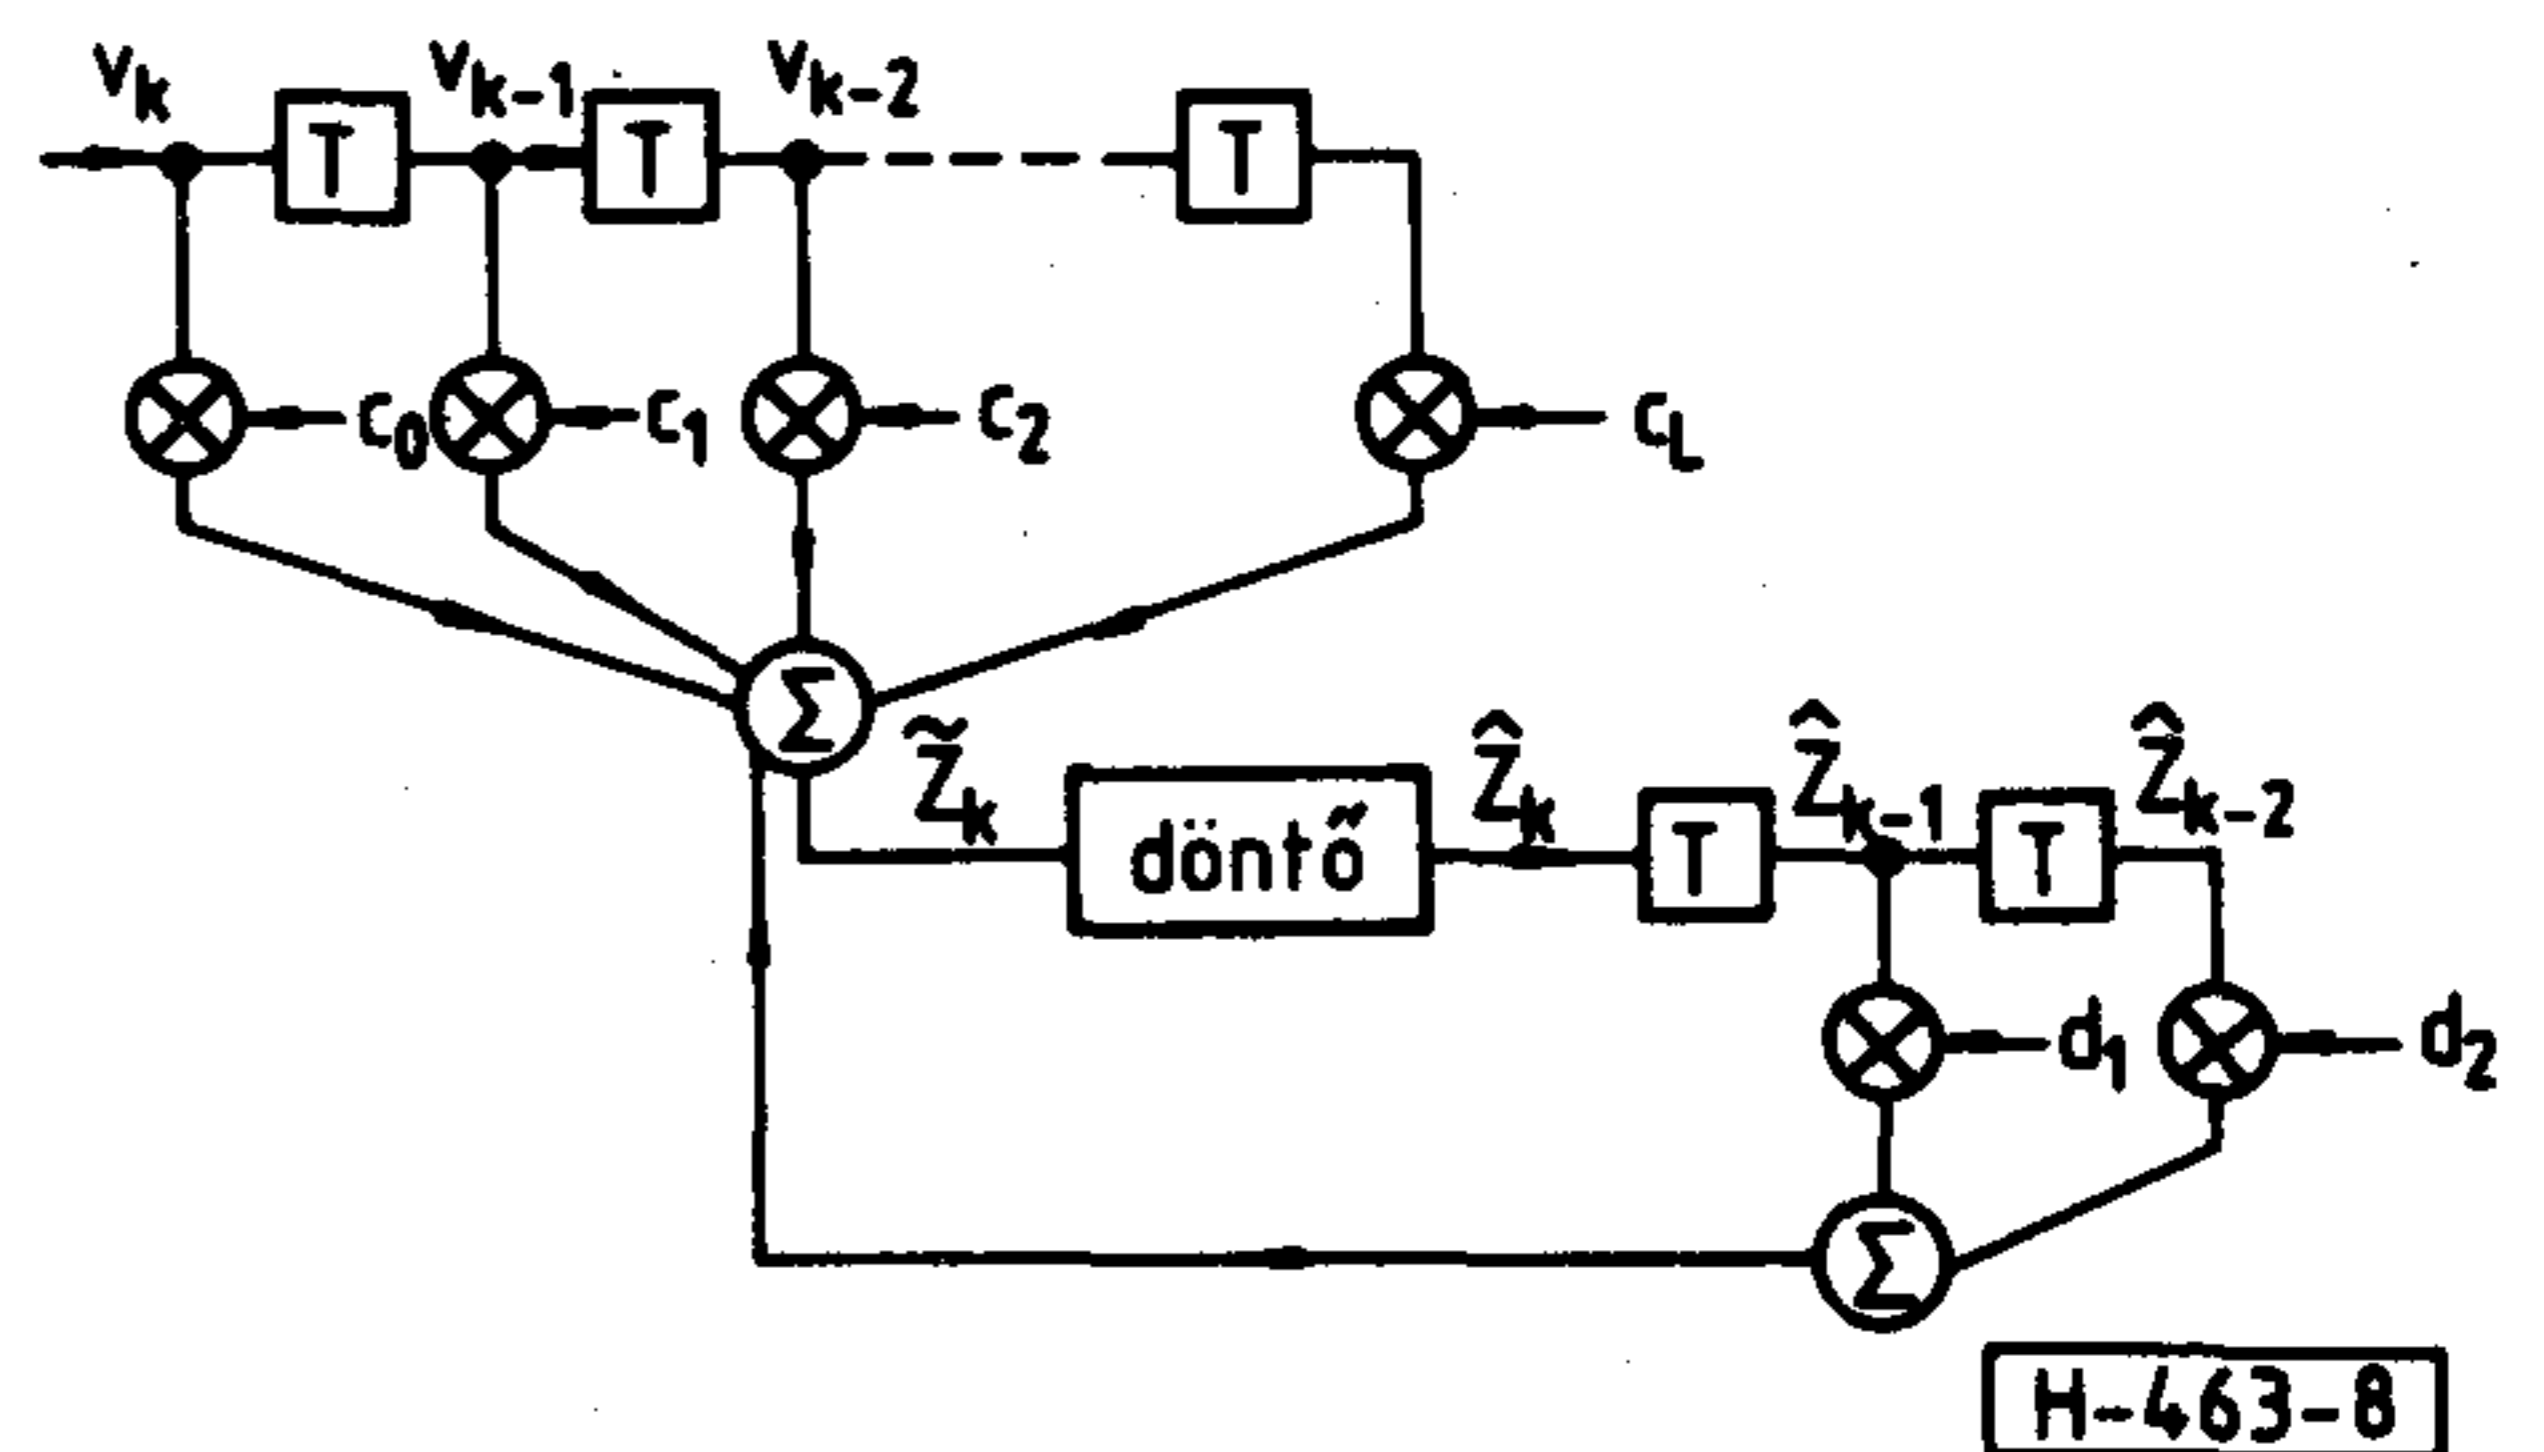 v_k v_{k-1} v_{k-2}
T T T
c_0 c_1 c_2 c_L
Σ
z̃_k ẑ_k ẑ_{k-1} ẑ_{k-2}
döntő T T
d_1 d_2
Σ
H-463-8